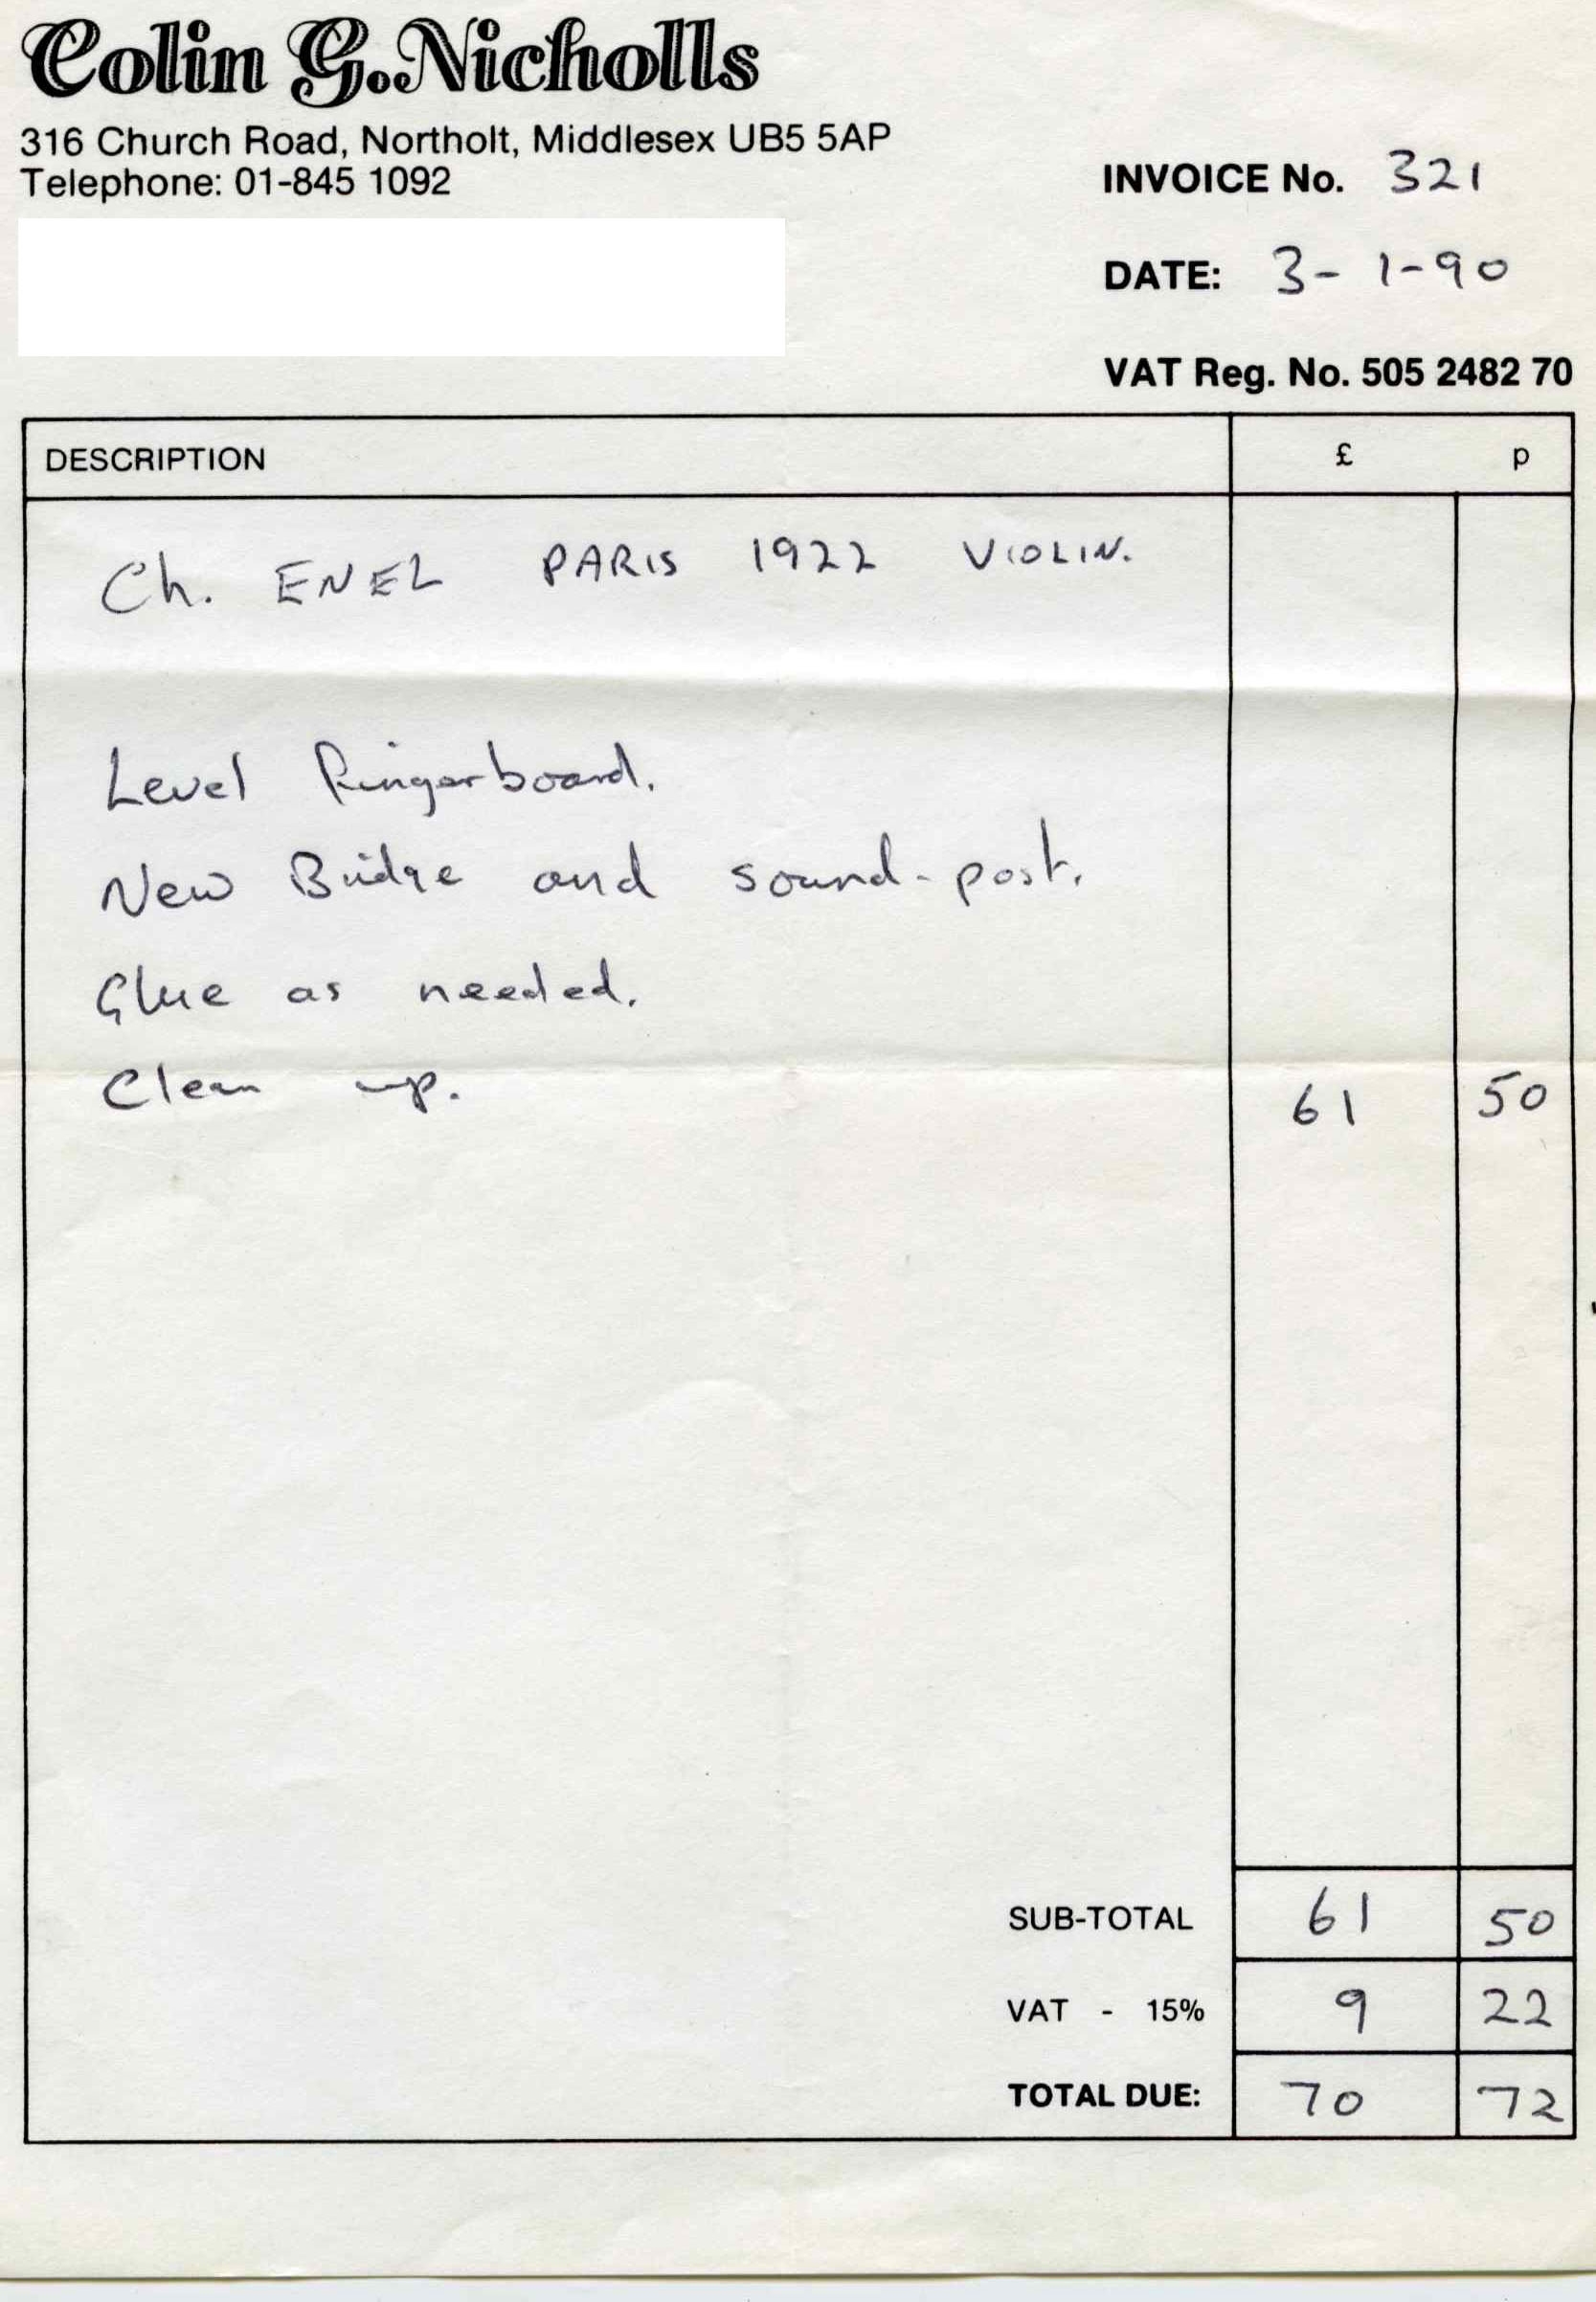 Colin G. Nicholls
316 Church Road, Northolt, Middlesex UB5 5AP
Telephone: 01-845 1092
INVOICE No. 321
DATE: 3-1-90
VAT Reg. No. 505 2482 70
DESCRIPTION £ p
Ch. ENEL PARIS 1922 VIOLIN.
Level fingerboard.
New Bridge and sound-post.
Glue as needed.
Clean up. 61 50
SUB-TOTAL 61 50
VAT - 15% 9 22
TOTAL DUE: 70 72